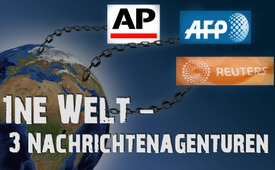 AP
AFP
REUTERS
1NE WELT –
3 NACHRICHTENAGENTUREN